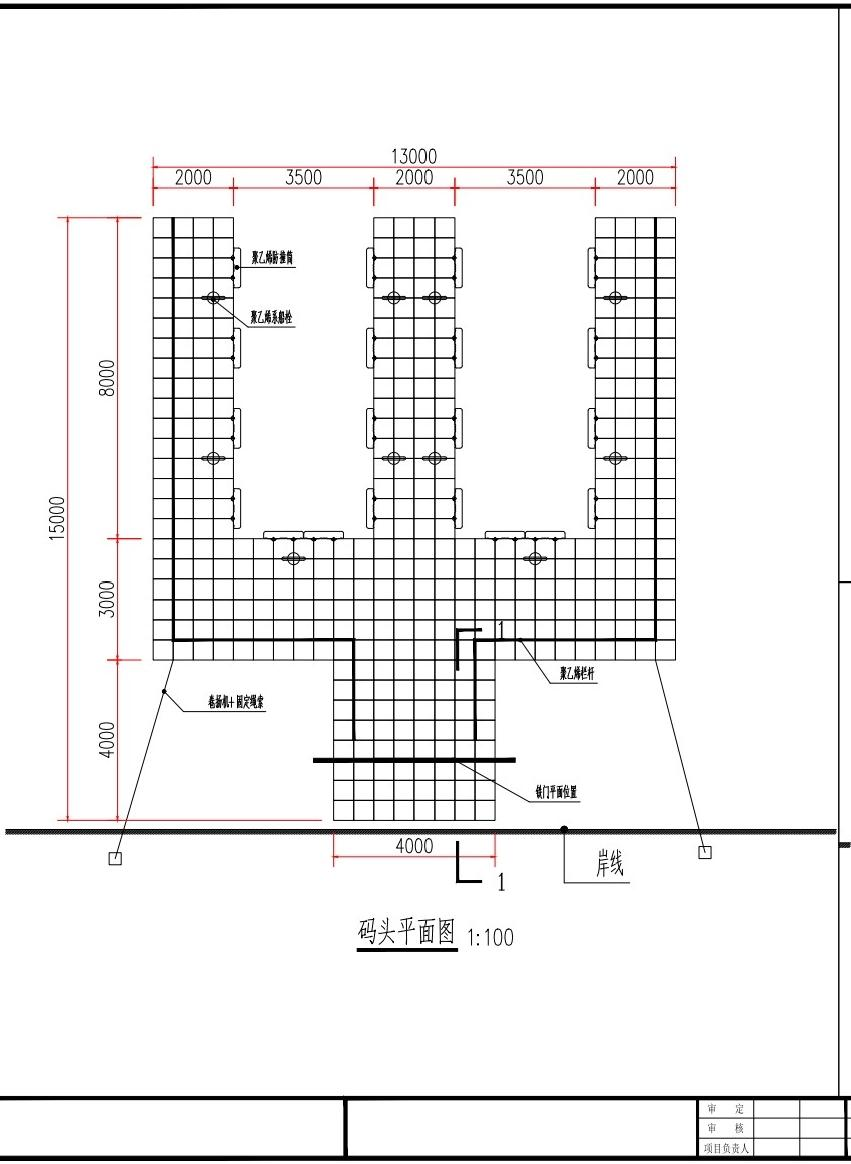 13000
2000
3500
2000
3500
2000
聚乙烯防撞筒
聚乙烯系船栓
8000
15000
3000
1
聚乙烯栏杆
卷扬机+固定绳索
4000
铁门平面位置
4000
岸线
1
码头平面图 1:100
审 定
审 核
项目负责人